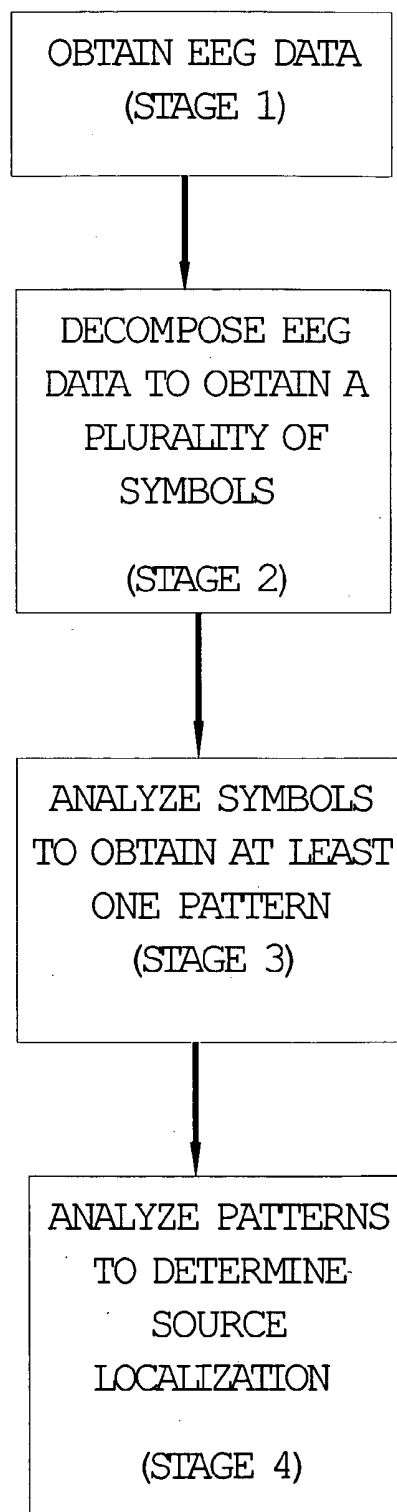 OBTAIN EEG DATA
(STAGE 1)
DECOMPOSE EEG
DATA TO OBTAIN A
PLURALITY OF
SYMBOLS
(STAGE 2)
ANALYZE SYMBOLS
TO OBTAIN AT LEAST
ONE PATTERN
(STAGE 3)
ANALYZE PATTERNS
TO DETERMINE
SOURCE
LOCALIZATION
(STAGE 4)